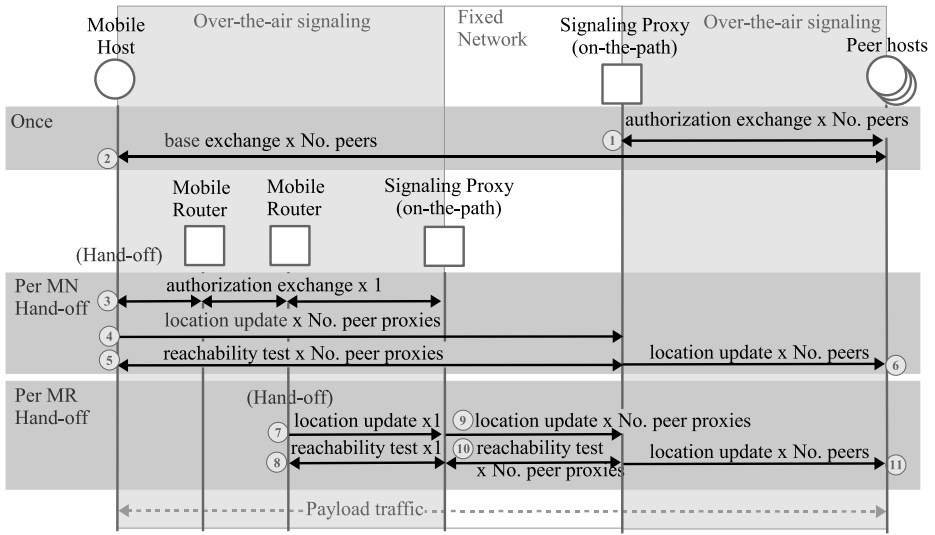 Over-the-air signaling
Fixed
Network
Over-the-air signaling
Mobile
Host
Signaling Proxy
(on-the-path)
Peer hosts
Once
1
authorization exchange x No. peers
2
base exchange x No. peers
Mobile
Router
Mobile
Router
Signaling Proxy
(on-the-path)
(Hand-off)
Per MN
Hand-off
3
authorization exchange x 1
4
location update x No. peer proxies
5
reachability test x No. peer proxies
location update x No. peers
6
Per MR
Hand-off
(Hand-off)
7
location update x1
9
location update x No. peer proxies
8
reachability test x1
10
reachability test
x No. peer proxies
location update x No. peers
11
Payload traffic